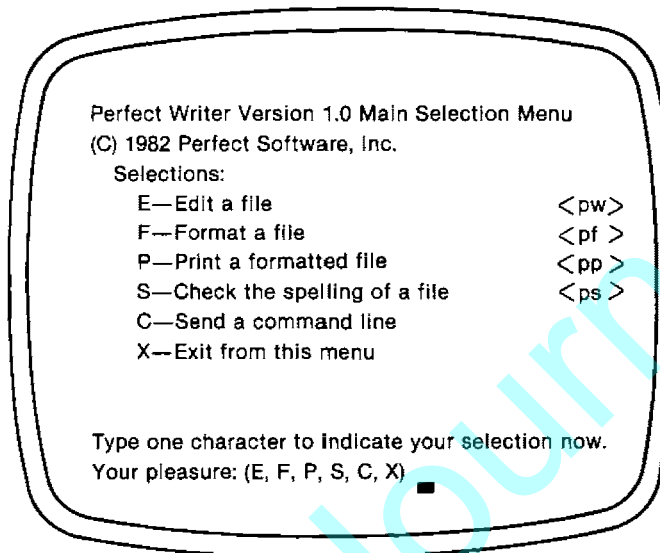 Perfect Writer Version 1.0 Main Selection Menu
(C) 1982 Perfect Software, Inc.
Selections:
E—Edit a file <pw>
F—Format a file <pf >
P—Print a formatted file <pp >
S—Check the spelling of a file <ps >
C—Send a command line
X—Exit from this menu
Type one character to indicate your selection now.
Your pleasure: (E, F, P, S, C, X)